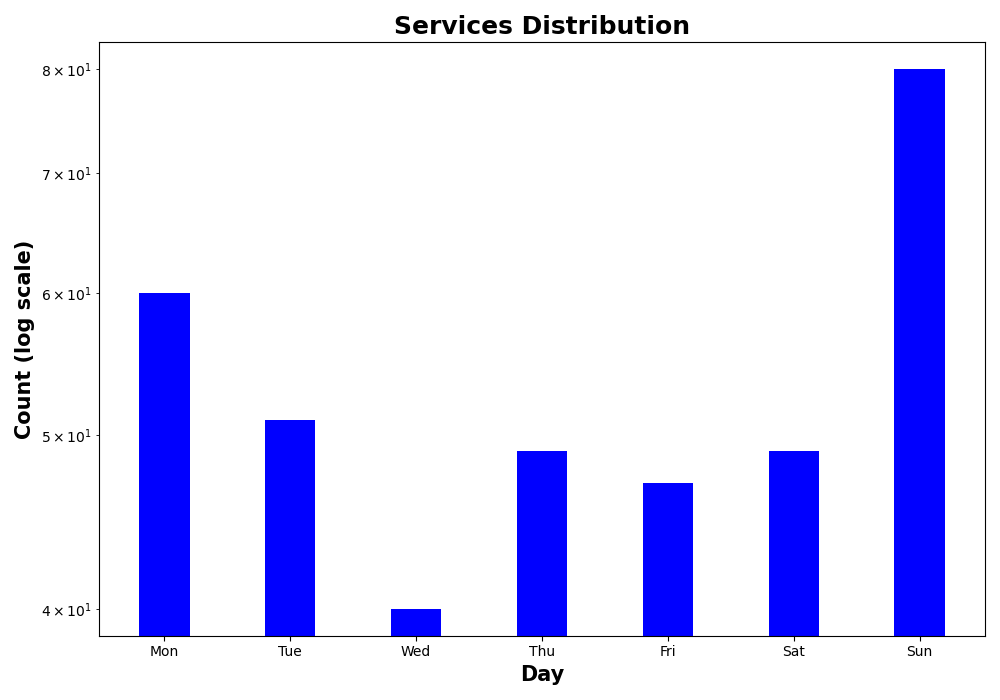 Services Distribution
Count (log scale)
8 × 10¹
7 × 10¹
6 × 10¹
5 × 10¹
4 × 10¹
Mon Tue Wed Thu Fri Sat Sun
Day